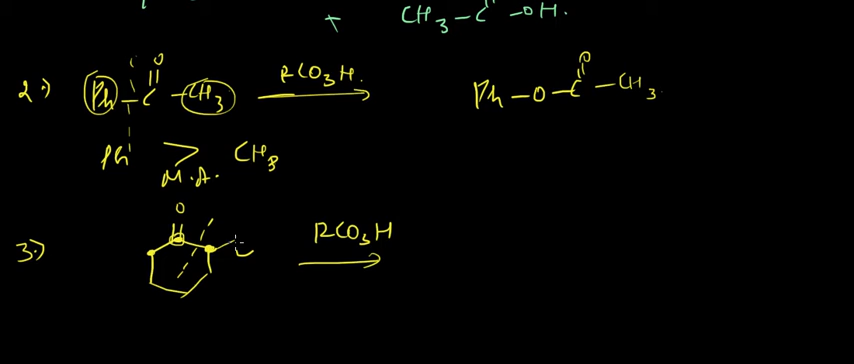 + CH3-C-OH.
2.) Ph-C-CH3 RCO3H. Ph-O-C-CH3
O O
Ph > CH3
M.A.
O
3.) RCO3H